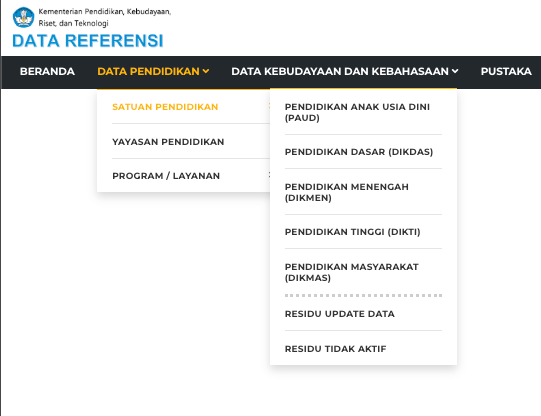 Kementerian Pendidikan, Kebudayaan,
Riset, dan Teknologi
DATA REFERENSI
BERANDA DATA PENDIDIKAN DATA KEBUDAYAAN DAN KEBAHASAAN PUSTAKA
SATUAN PENDIDIKAN
YAYASAN PENDIDIKAN
PROGRAM / LAYANAN
PENDIDIKAN ANAK USIA DINI
(PAUD)
PENDIDIKAN DASAR (DIKDAS)
PENDIDIKAN MENENGAH
(DIKMEN)
PENDIDIKAN TINGGI (DIKTI)
PENDIDIKAN MASYARAKAT
(DIKMAS)
RESIDU UPDATE DATA
RESIDU TIDAK AKTIF